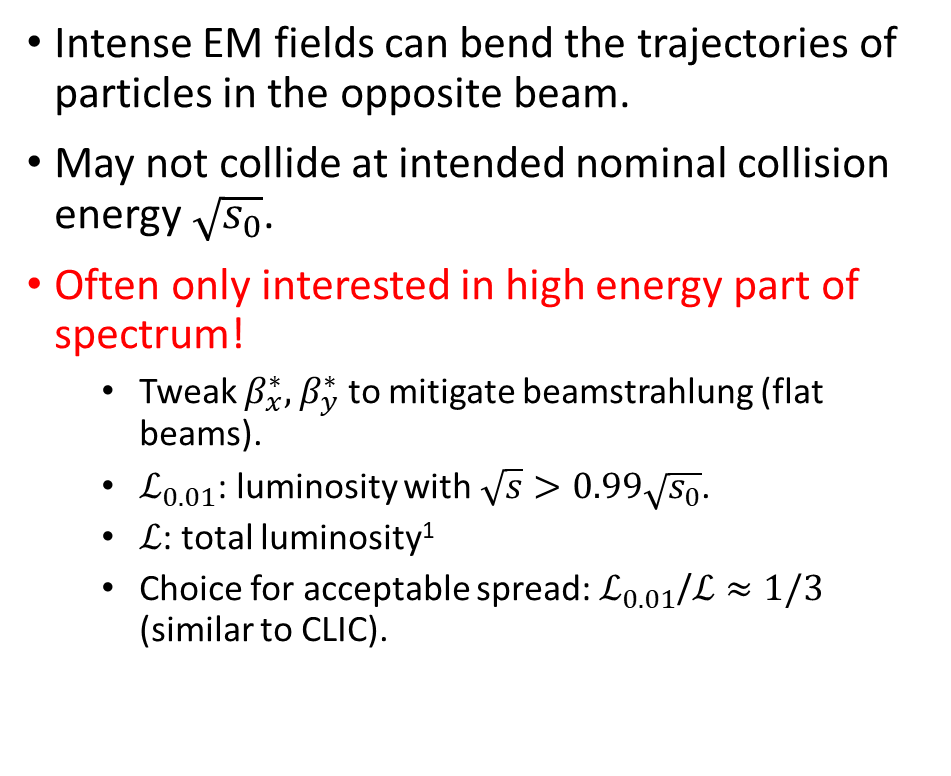 • Intense EM fields can bend the trajectories of
particles in the opposite beam.
• May not collide at intended nominal collision
energy √s₀.
• Often only interested in high energy part of
spectrum!
• Tweak βₓ*, βᵧ* to mitigate beamstrahlung (flat
beams).
• ℒ₀.₀₁: luminosity with √s > 0.99√s₀.
• ℒ: total luminosity¹
• Choice for acceptable spread: ℒ₀.₀₁/ℒ ≈ 1/3
(similar to CLIC).